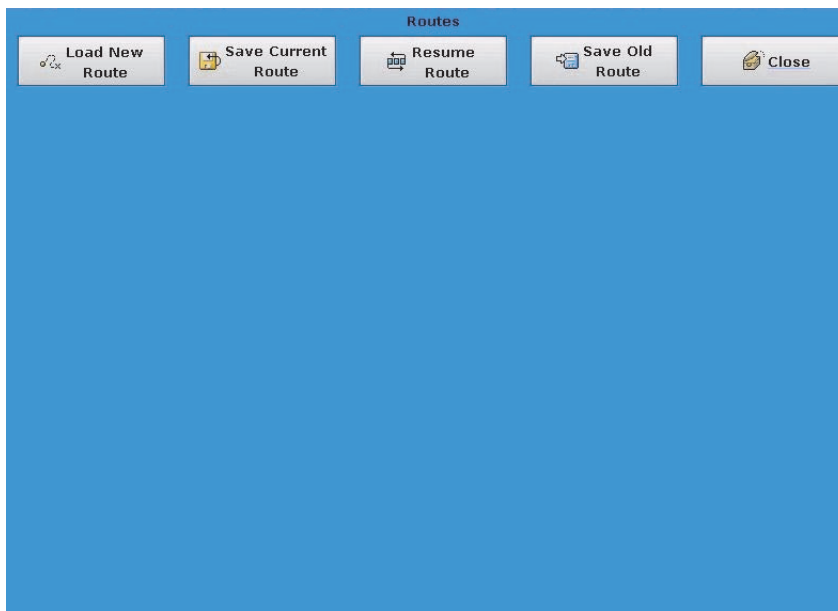 Routes
Load New
Route
Save Current
Route
Resume
Route
Save Old
Route
Close